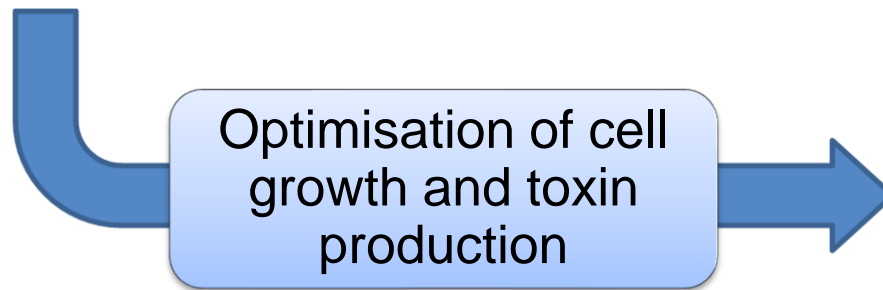 Optimisation of cell
growth and toxin
production